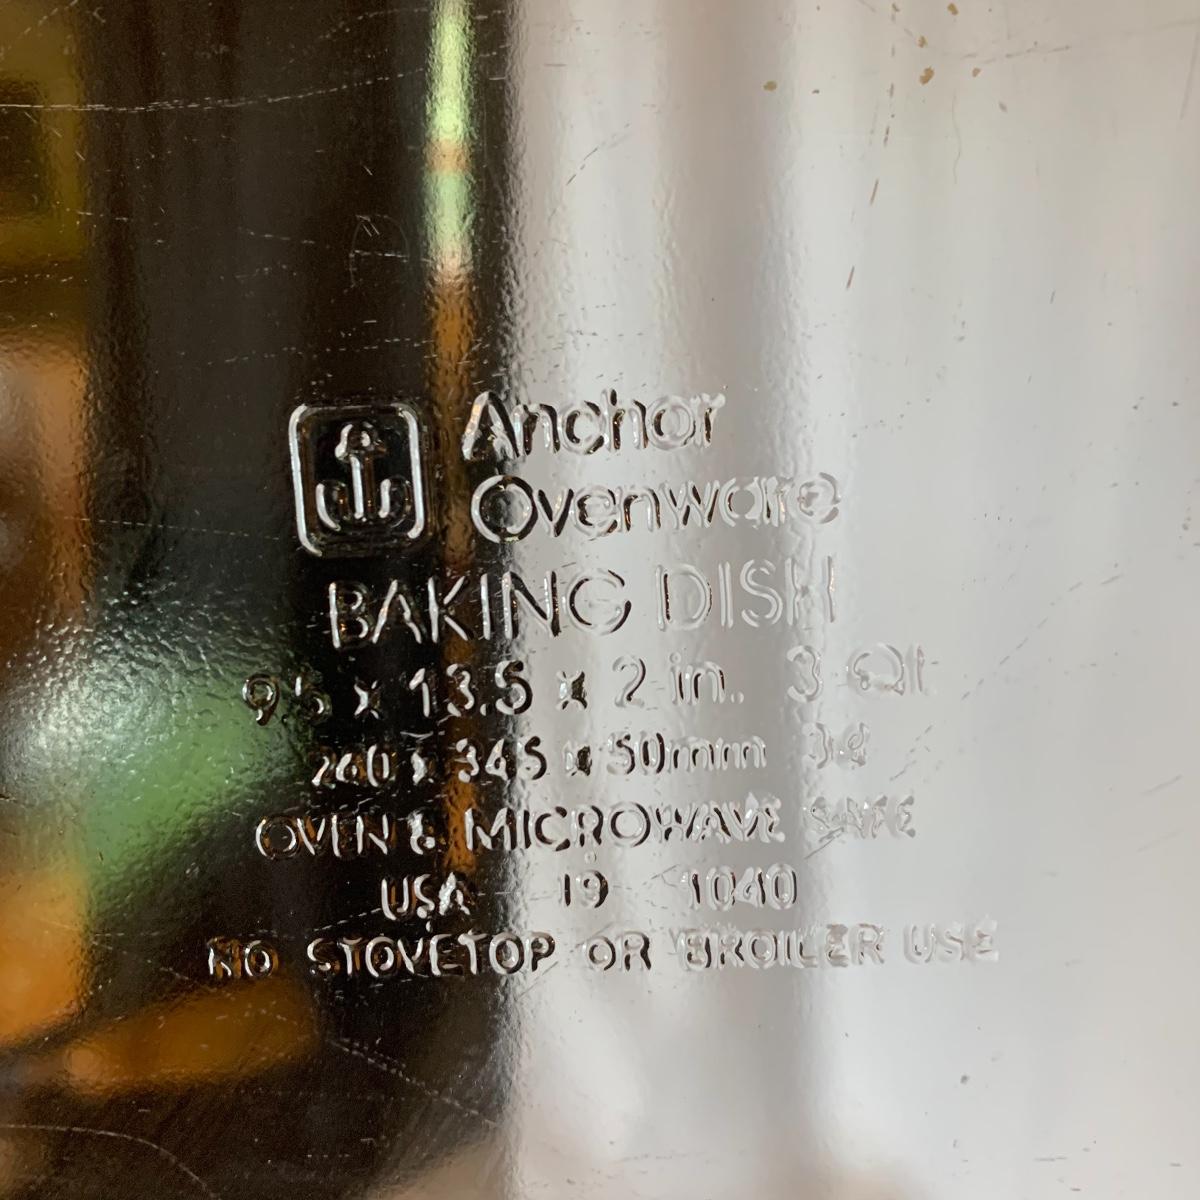 Anchor
Ovenware
BAKING DISH
9.5 x 13.5 x 2 in. 3 Qt.
240 x 345 x 50mm 3ℓ
OVEN & MICROWAVE SAFE
USA 19 1040
NO STOVETOP OR BROILER USE